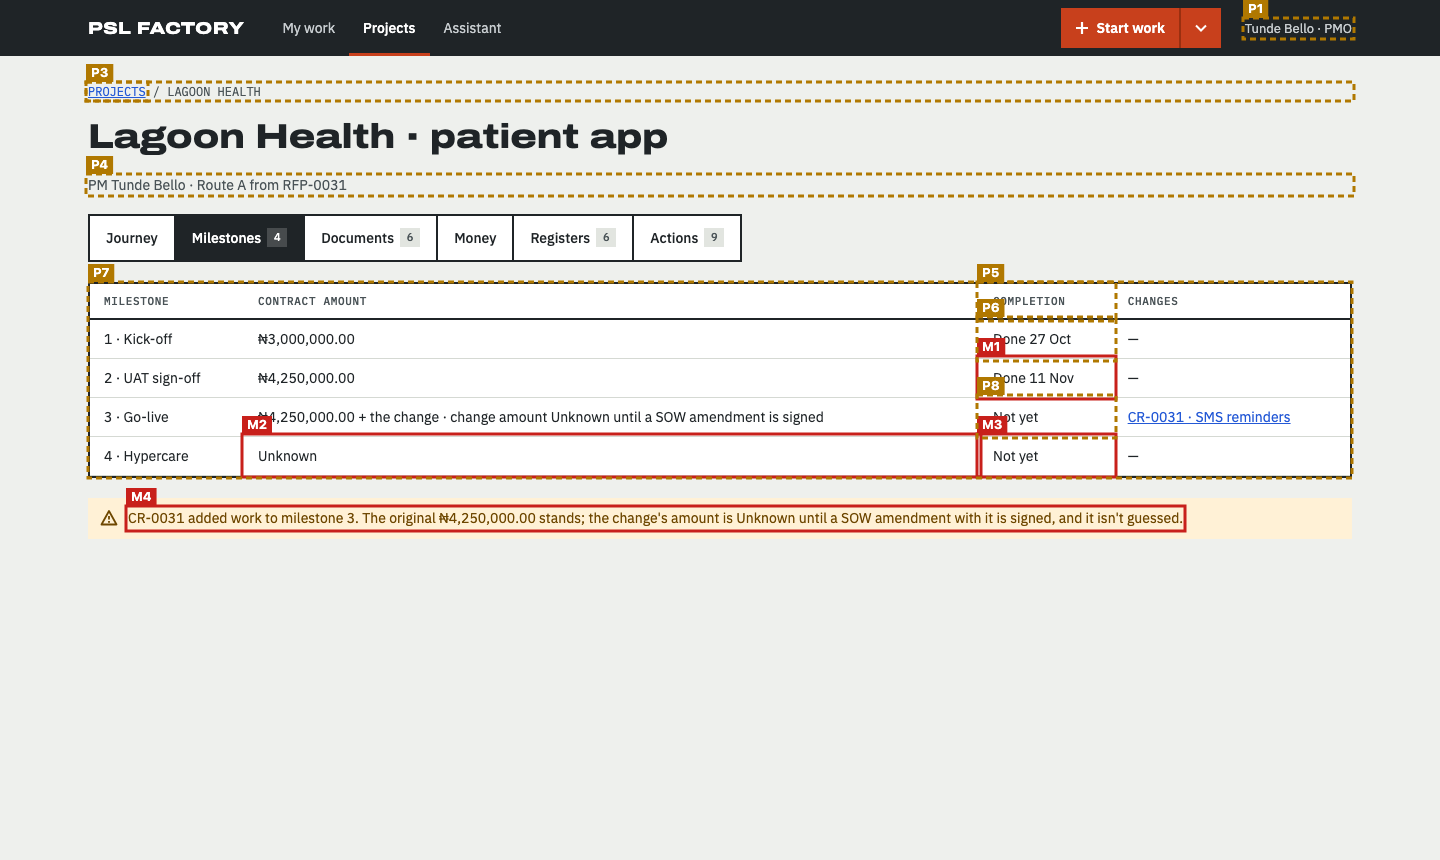 PSL FACTORY My work Projects Assistant Start work Tunde Bello · PMO P1
P3
PROJECTS / LAGOON HEALTH
Lagoon Health · patient app
P4
PM Tunde Bello · Route A from RFP-0031
Journey Milestones 4 Documents 6 Money Registers 6 Actions 9
P7 P5
MILESTONE CONTRACT AMOUNT COMPLETION CHANGES
P6
1 · Kick-off ₦3,000,000.00 Done 27 Oct —
M1
2 · UAT sign-off ₦4,250,000.00 Done 11 Nov —
P8
3 · Go-live ₦4,250,000.00 + the change · change amount Unknown until a SOW amendment is signed Not yet CR-0031 · SMS reminders
M2 M3
4 · Hypercare Unknown Not yet —
M4
CR-0031 added work to milestone 3. The original ₦4,250,000.00 stands; the change's amount is Unknown until a SOW amendment with it is signed, and it isn't guessed.